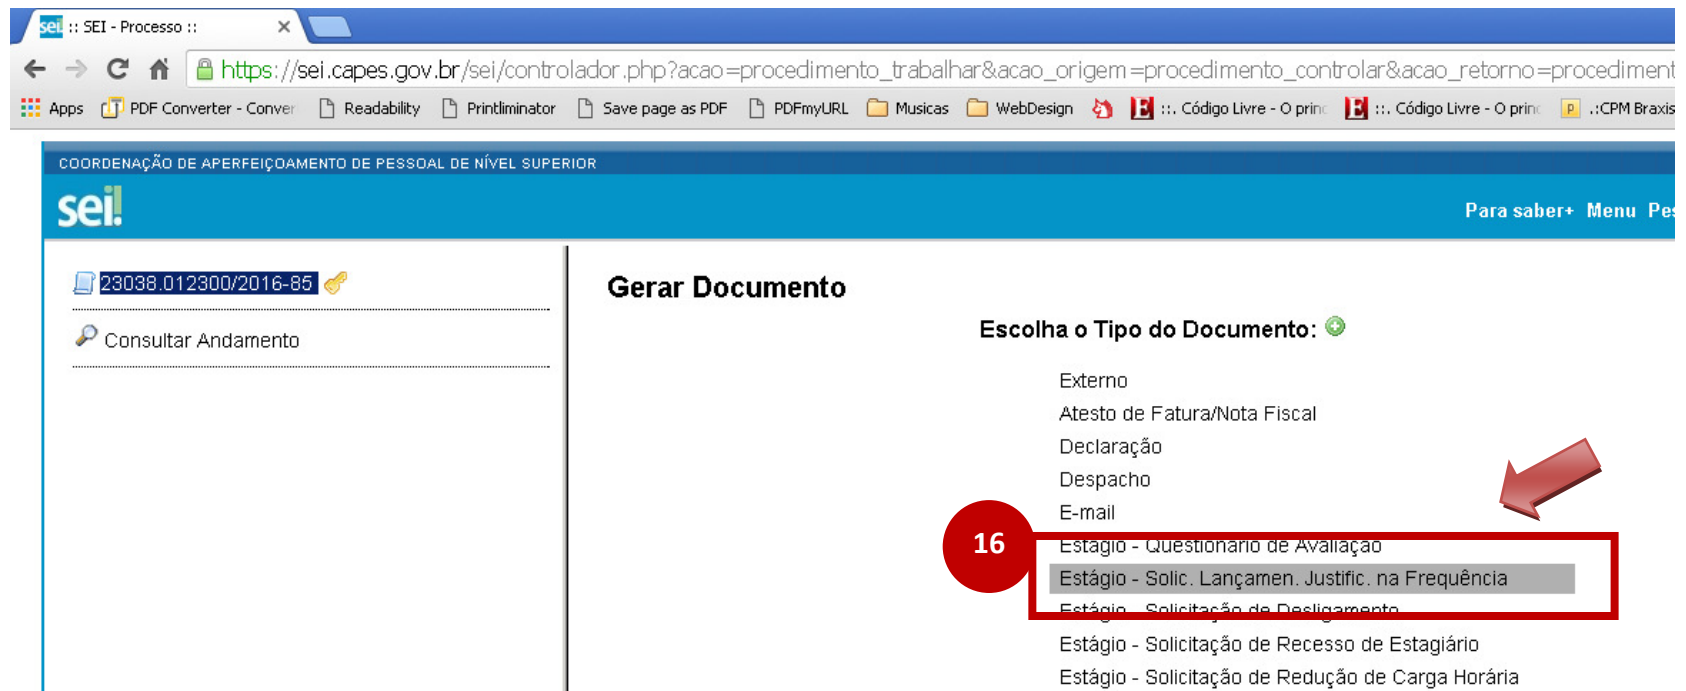 sei! :: SEI - Processo ::
https://sei.capes.gov.br/sei/controlador.php?acao=procedimento_trabalhar&acao_origem=procedimento_controlar&acao_retorno=procediment
Apps PDF Converter - Conver Readability Printliminator Save page as PDF PDFmyURL Musicas WebDesign ::. Código Livre - O princ ::. Código Livre - O princ .:CPM Braxis
COORDENAÇÃO DE APERFEIÇOAMENTO DE PESSOAL DE NÍVEL SUPERIOR
sei!
Para saber+ Menu Pes
23038.012300/2016-85
Consultar Andamento
Gerar Documento
Escolha o Tipo do Documento:
Externo
Atesto de Fatura/Nota Fiscal
Declaração
Despacho
E-mail
16
Estágio - Questionário de Avaliação
Estágio - Solic. Lançamen. Justific. na Frequência
Estágio - Solicitação de Desligamento
Estágio - Solicitação de Recesso de Estagiário
Estágio - Solicitação de Redução de Carga Horária